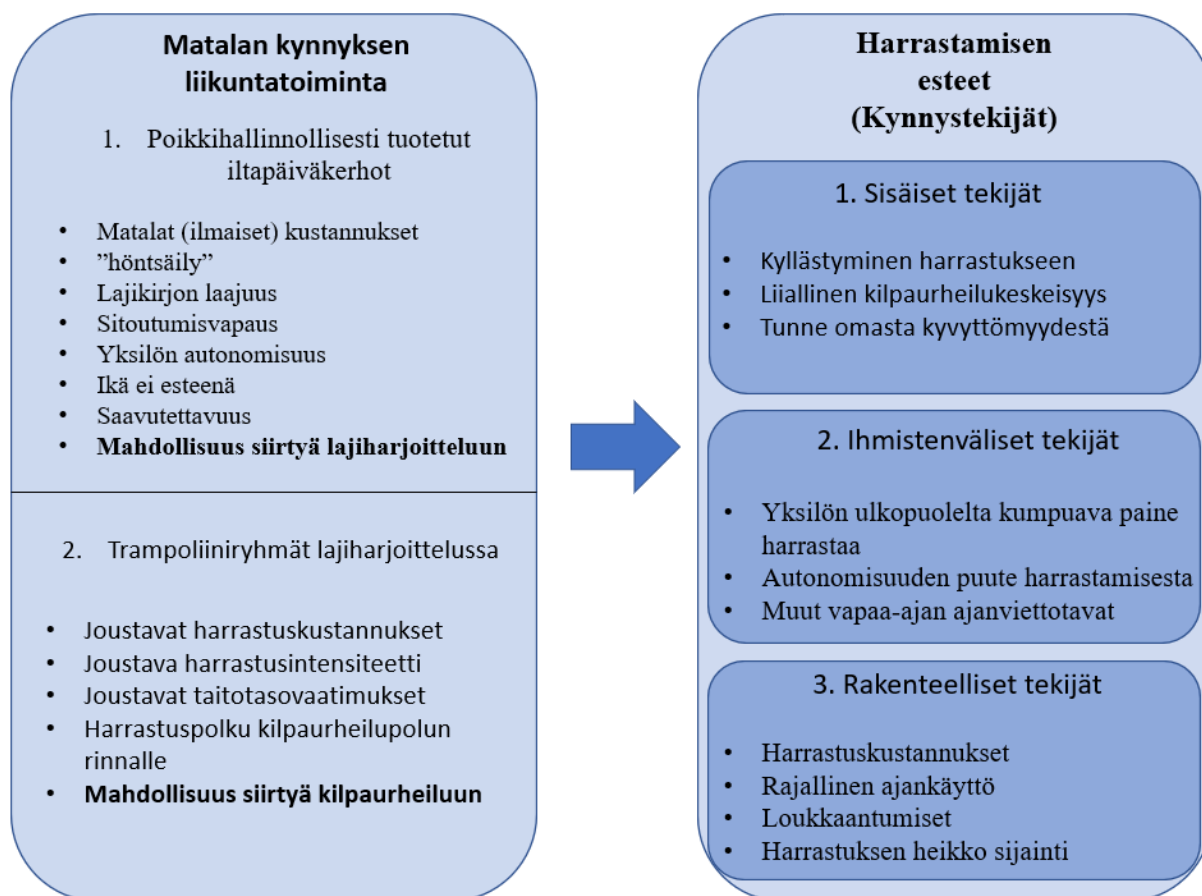 Matalan kynnyksen
liikuntatoiminta
1. Poikkihallinnollisesti tuotetut
iltapäiväkerhot
• Matalat (ilmaiset) kustannukset
• ”höntsäily”
• Lajikirjon laajuus
• Sitoutumisvapaus
• Yksilön autonomisuus
• Ikä ei esteenä
• Saavutettavuus
• Mahdollisuus siirtyä lajiharjoitteluun
2. Trampoliiniryhmät lajiharjoittelussa
• Joustavat harrastuskustannukset
• Joustava harrastusintensiteetti
• Joustavat taitotasovaatimukset
• Harrastuspolku kilpaurheilupolun
rinnalle
• Mahdollisuus siirtyä kilpaurheiluun
Harrastamisen
esteet
(Kynnystekijät)
1. Sisäiset tekijät
• Kyllästyminen harrastukseen
• Liiallinen kilpaurheilukeskeisyys
• Tunne omasta kyvyttömyydestä
2. Ihmistenväliset tekijät
• Yksilön ulkopuolelta kumpuava paine
harrastaa
• Autonomisuuden puute harrastamisesta
• Muut vapaa-ajan ajanviettotavat
3. Rakenteelliset tekijät
• Harrastuskustannukset
• Rajallinen ajankäyttö
• Loukkaantumiset
• Harrastuksen heikko sijainti